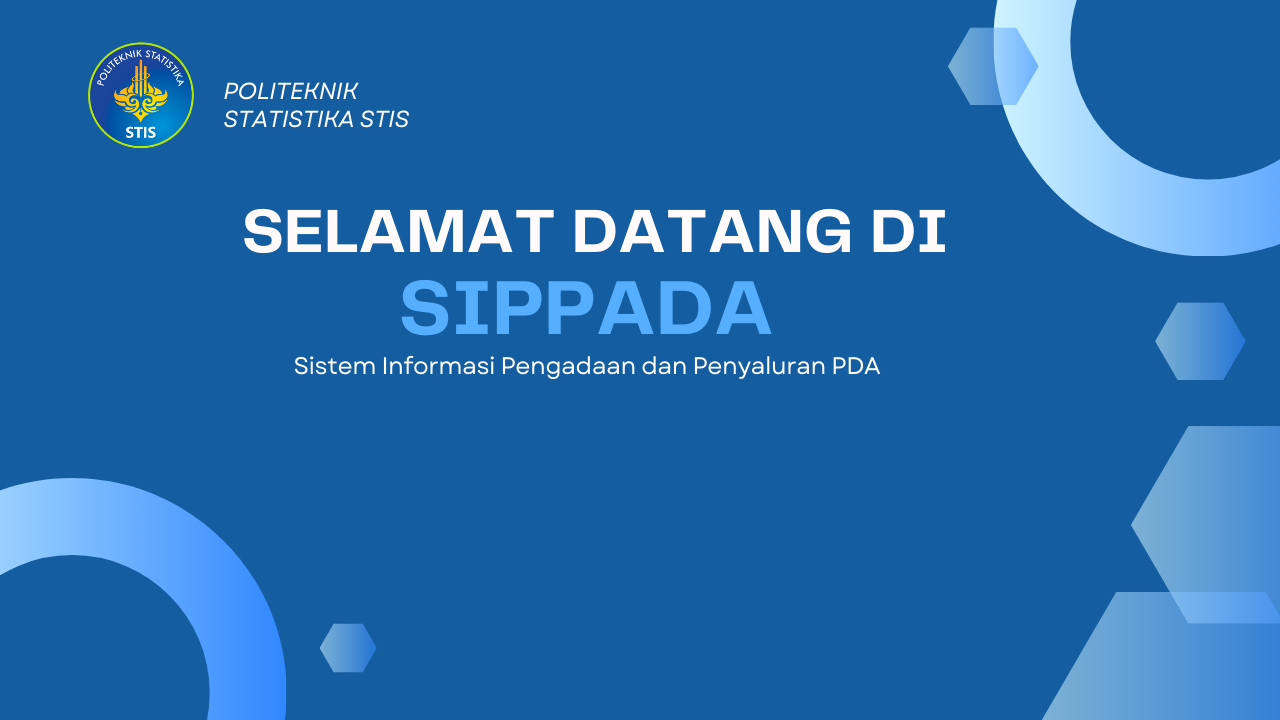 POLITEKNIK STATISTIKA
STIS
POLITEKNIK
STATISTIKA STIS
SELAMAT DATANG DI
SIPPADA
Sistem Informasi Pengadaan dan Penyaluran PDA